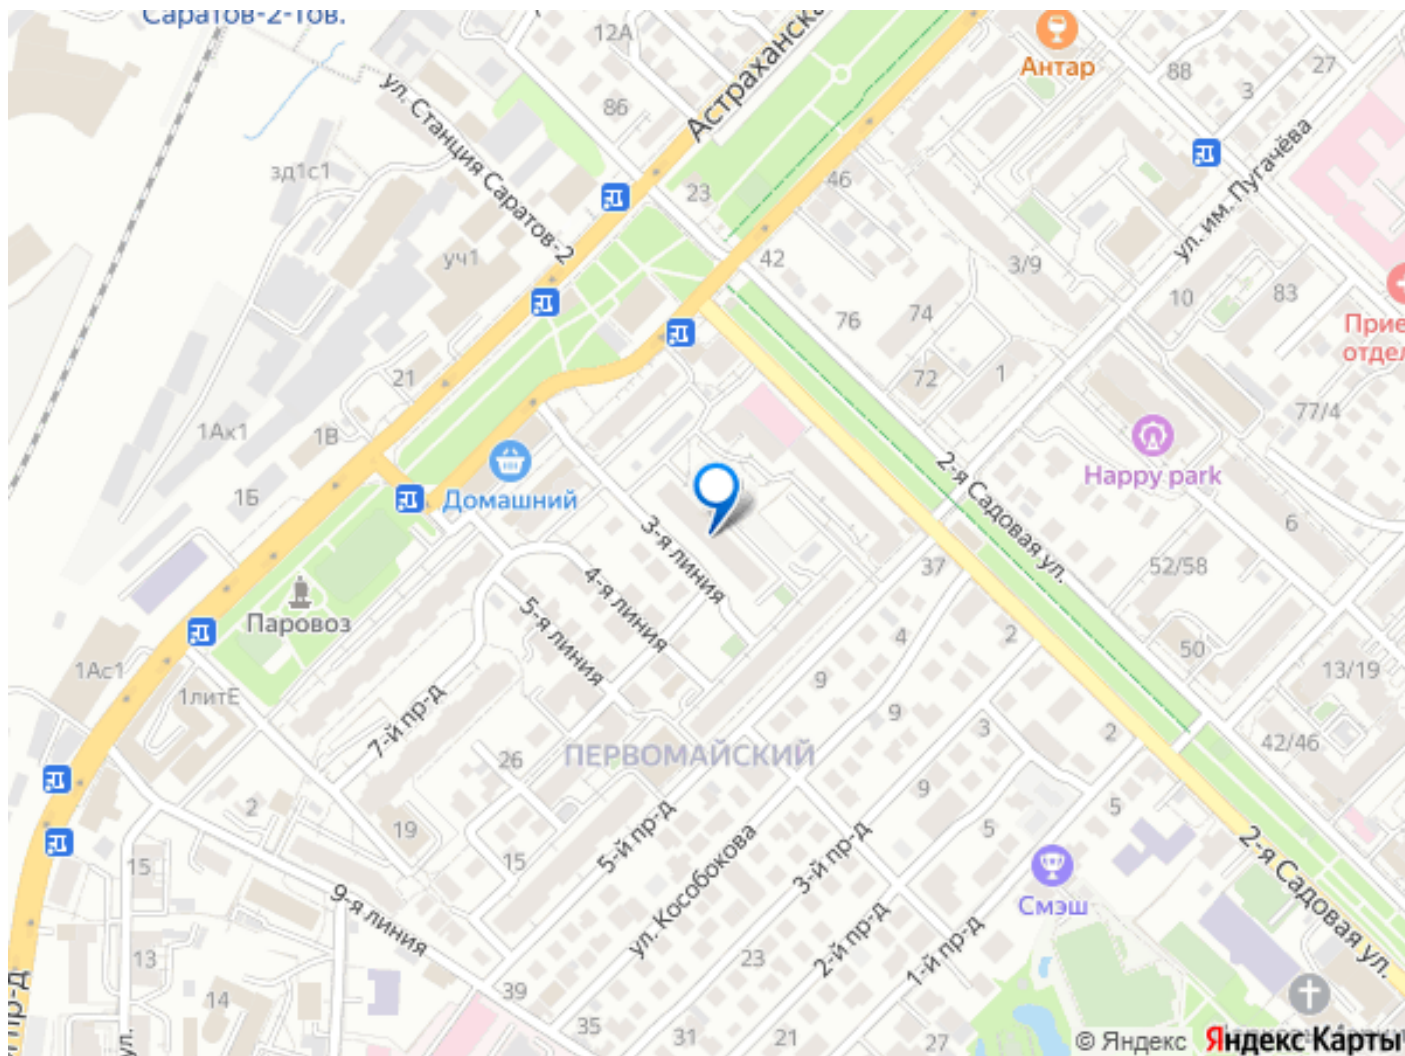 Саратов-2-Тов.
12А
Астраханска
Антар
88
27
3
86
ул. Станция Саратов-2
зд1с1
23
46
ул. им. Пугачёва
уч1
42
3/9
10
83
76
74
Прие
отдел
21
72
1
77/4
1Ак1
1В
Happy park
2-я Садовая ул.
1Б
Домашний
3-я линия
6
52/58
37
4-я линия
5-я линия
Паровоз
4
2
50
1Ас1
1литЕ
9
13/19
7-й пр-д
9
3
2
42/46
ПЕРВОМАЙСКИЙ
26
9
2
19
5-й пр-д
5
5
15
15
ул. Кособокова
3-й пр-д
2-я Садовая ул.
9-я линия
Смэш
2-й пр-д
1-й пр-д
13
23
14
39
пр-д
35
31
21
27
ул.
© Яндекс
Яндекс Карты